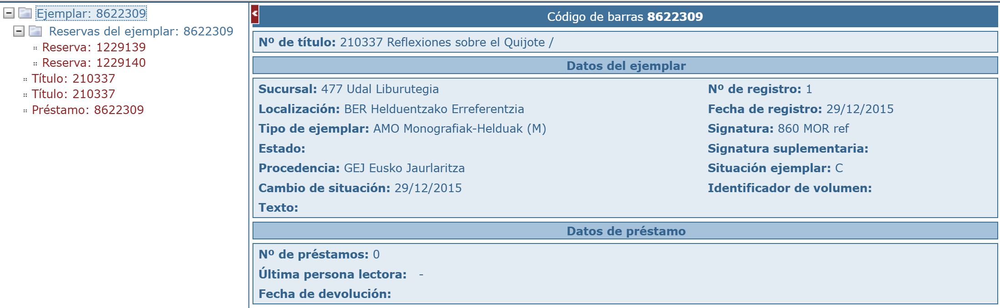 Ejemplar: 8622309
Reservas del ejemplar: 8622309
Reserva: 1229139
Reserva: 1229140
Título: 210337
Título: 210337
Préstamo: 8622309
Código de barras 8622309
Nº de título: 210337 Reflexiones sobre el Quijote /
Datos del ejemplar
Sucursal: 477 Udal Liburutegia
Nº de registro: 1
Localización: BER Helduentzako Erreferentzia
Fecha de registro: 29/12/2015
Tipo de ejemplar: AMO Monografiak-Helduak (M)
Signatura: 860 MOR ref
Estado:
Signatura suplementaria:
Procedencia: GEJ Eusko Jaurlaritza
Situación ejemplar: C
Cambio de situación: 29/12/2015
Identificador de volumen:
Texto:
Datos de préstamo
Nº de préstamos: 0
Última persona lectora: -
Fecha de devolución: